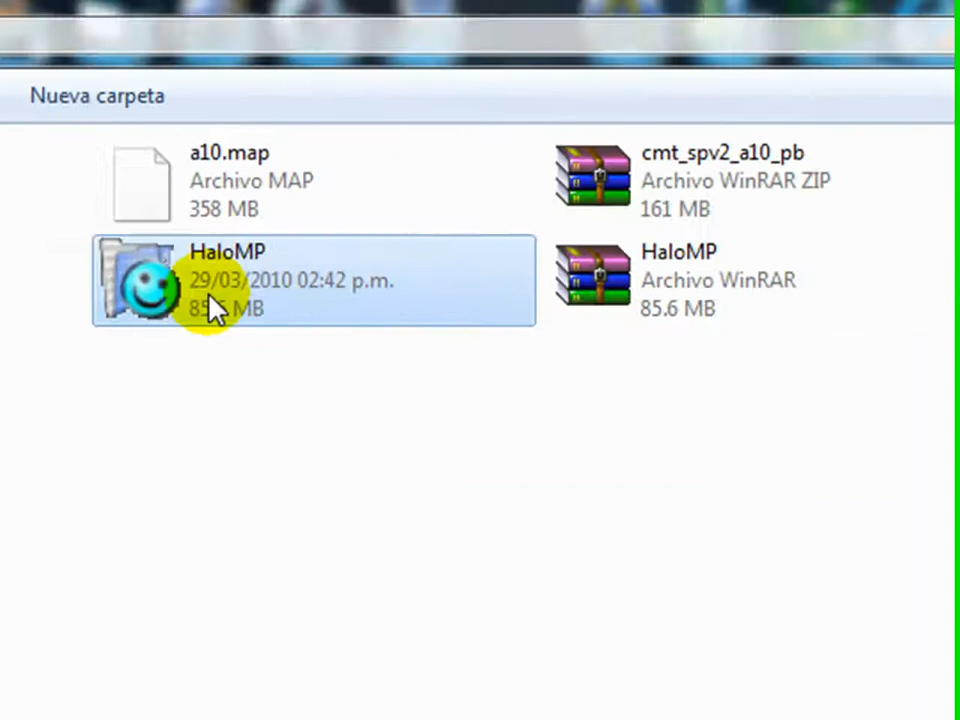 Nueva carpeta
a10.map
Archivo MAP
358 MB
cmt_spv2_a10_pb
Archivo WinRAR ZIP
161 MB
HaloMP
29/03/2010 02:42 p.m.
MB
HaloMP
Archivo WinRAR
85.6 MB